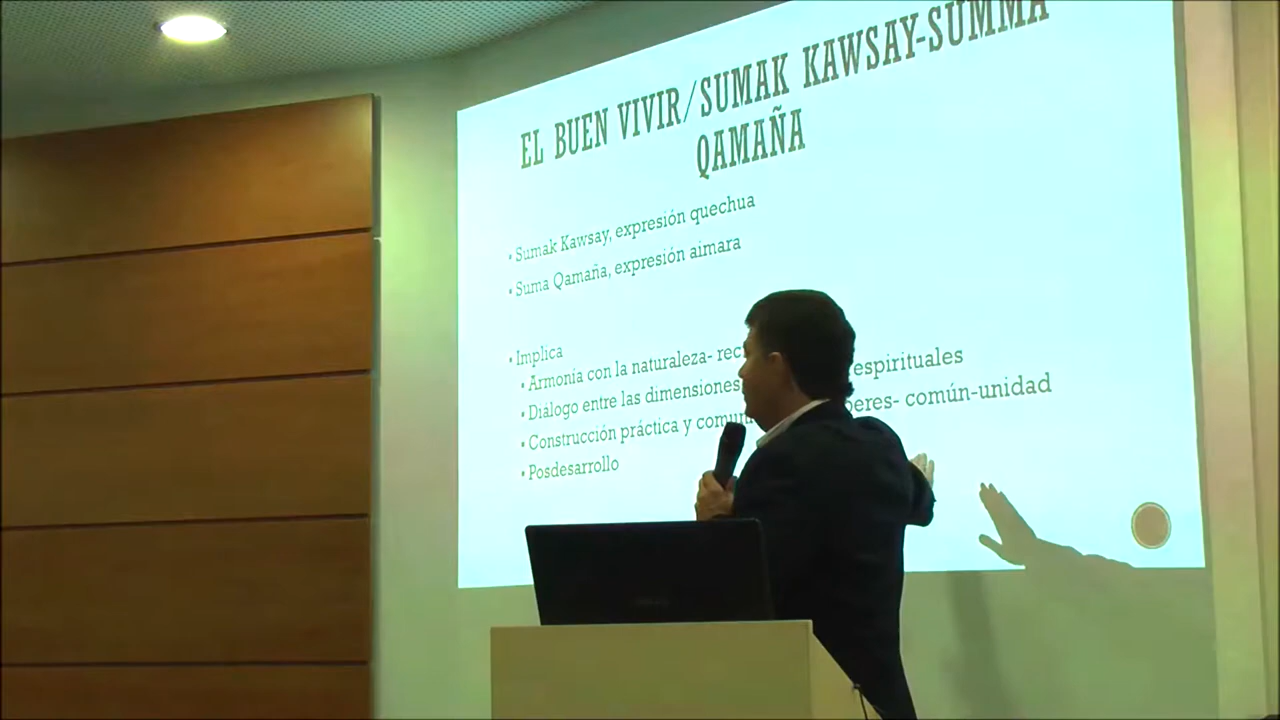 EL BUEN VIVIR/SUMAK KAWSAY-SUMMA
QAMAÑA
• Sumak Kawsay, expresión quechua
• Suma Qamaña, expresión aimara
• Implica
• Armonía con la naturaleza- rec espirituales
• Diálogo entre las dimensiones beres- común-unidad
• Construcción práctica y comun
• Posdesarrollo